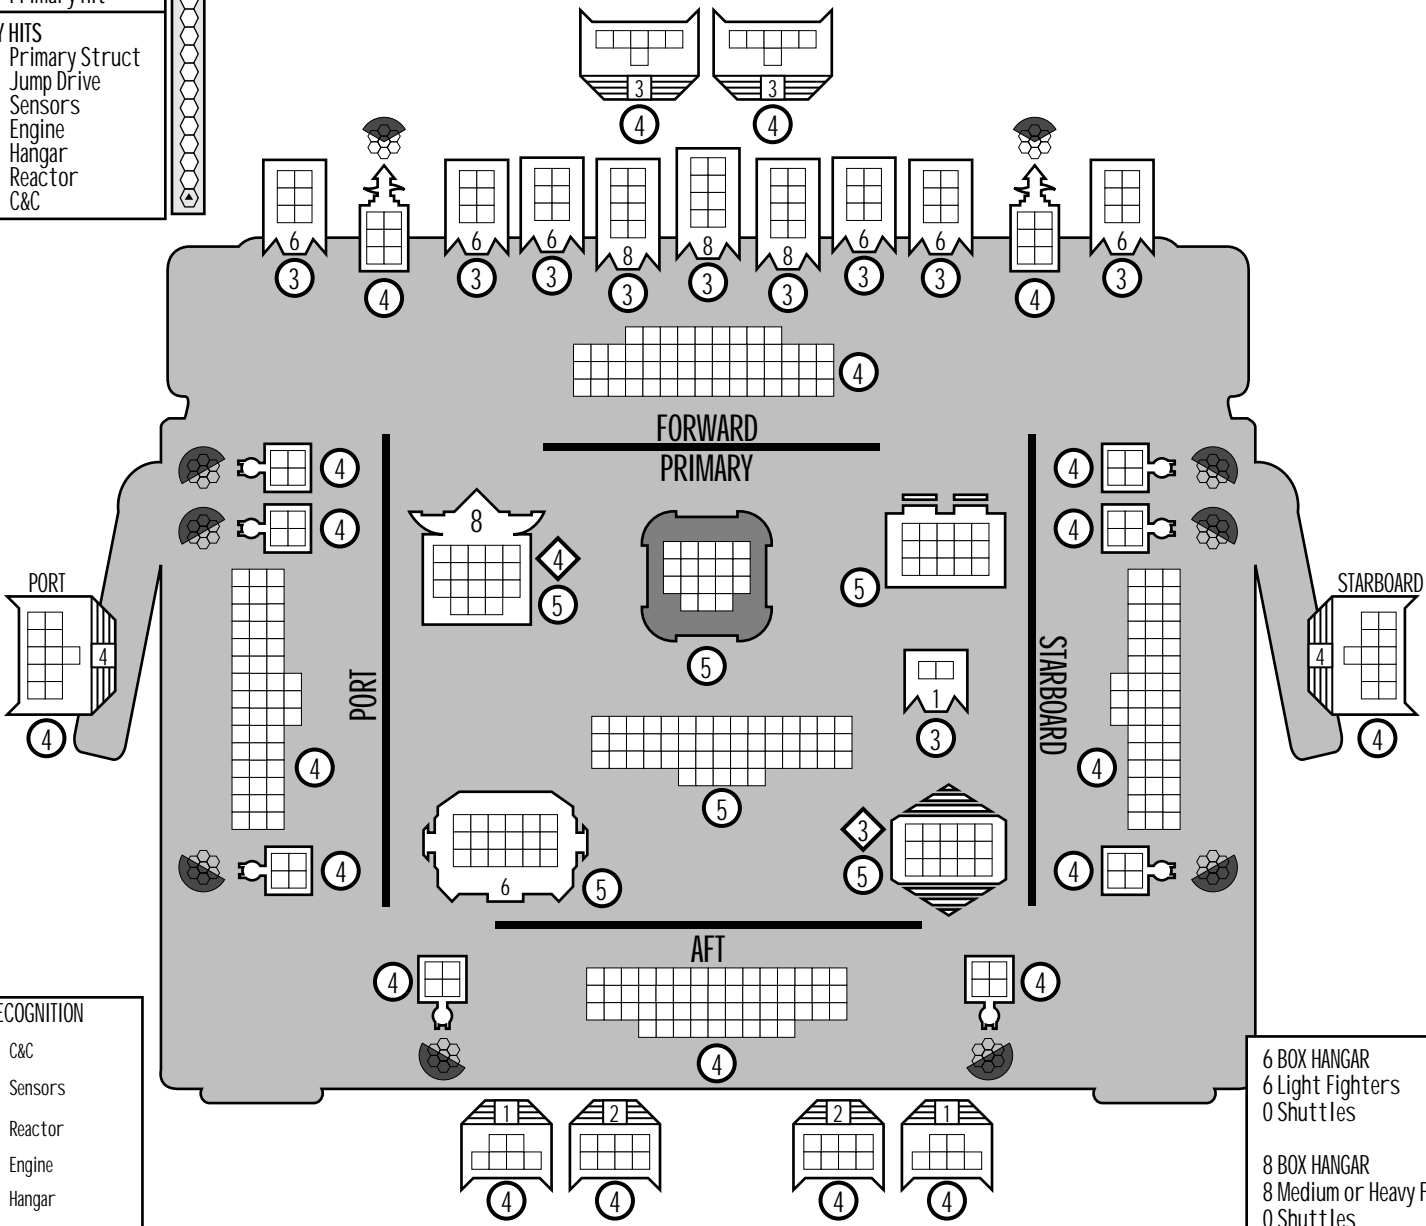 Primary Hit
Y HITS
Primary Struct
Jump Drive
Sensors
Engine
Hangar
Reactor
C&C
3 3
4 4
6 6 6 8 8 8 6 6 6
3 4 3 3 3 3 3 3 3 4 3
4
FORWARD
PRIMARY
4 4
4 4
8
4
5
5
5
PORT
4
4
STARBOARD
4
4
PORT
STARBOARD
1
3
4
4
5
6
5
3
5
4
4
AFT
4
4
4
1 2 2 1
4 4 4 4
ECOGNITION
C&C
Sensors
Reactor
Engine
Hangar
6 BOX HANGAR
6 Light Fighters
0 Shuttles
8 BOX HANGAR
8 Medium or Heavy F
0 Shuttles